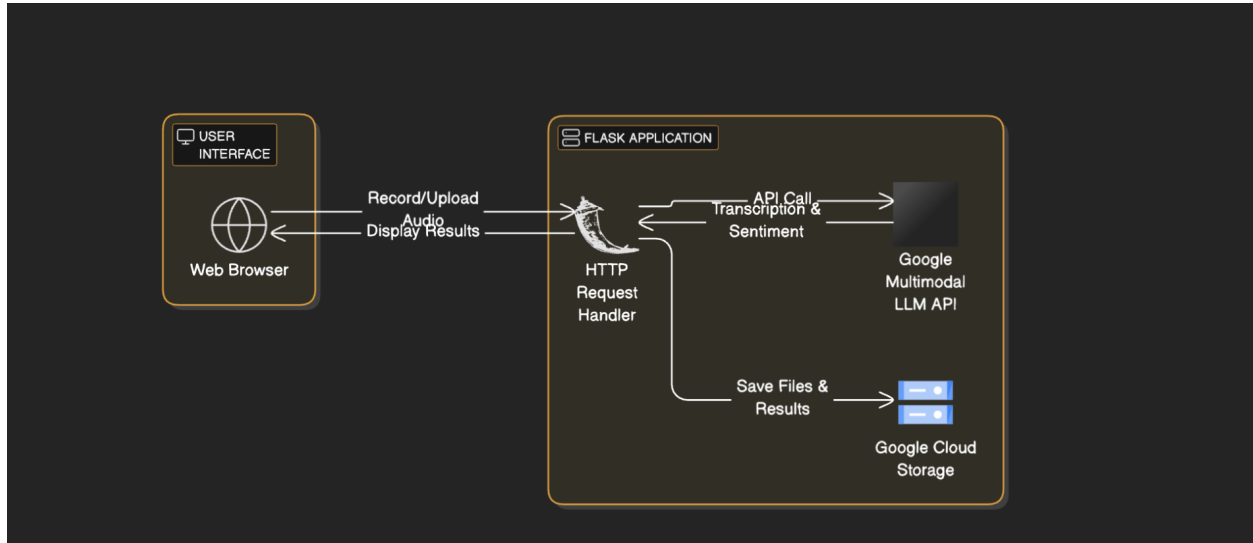 USER
INTERFACE
Web Browser
Record/Upload
Audio
Display Results
FLASK APPLICATION
HTTP
Request
Handler
API Call
Transcription &
Sentiment
Google
Multimodal
LLM API
Save Files &
Results
Google Cloud
Storage